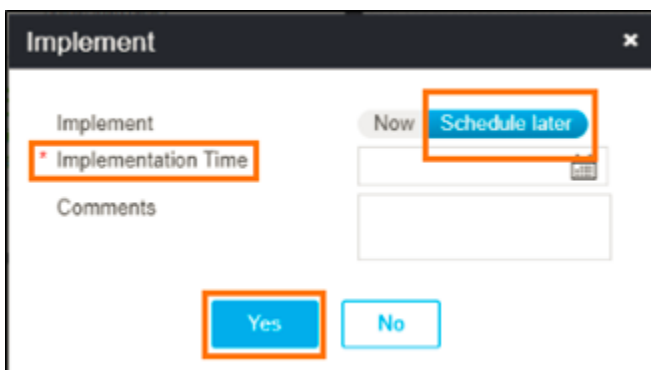 Implement
Implement Now Schedule later
* Implementation Time
Comments
Yes No